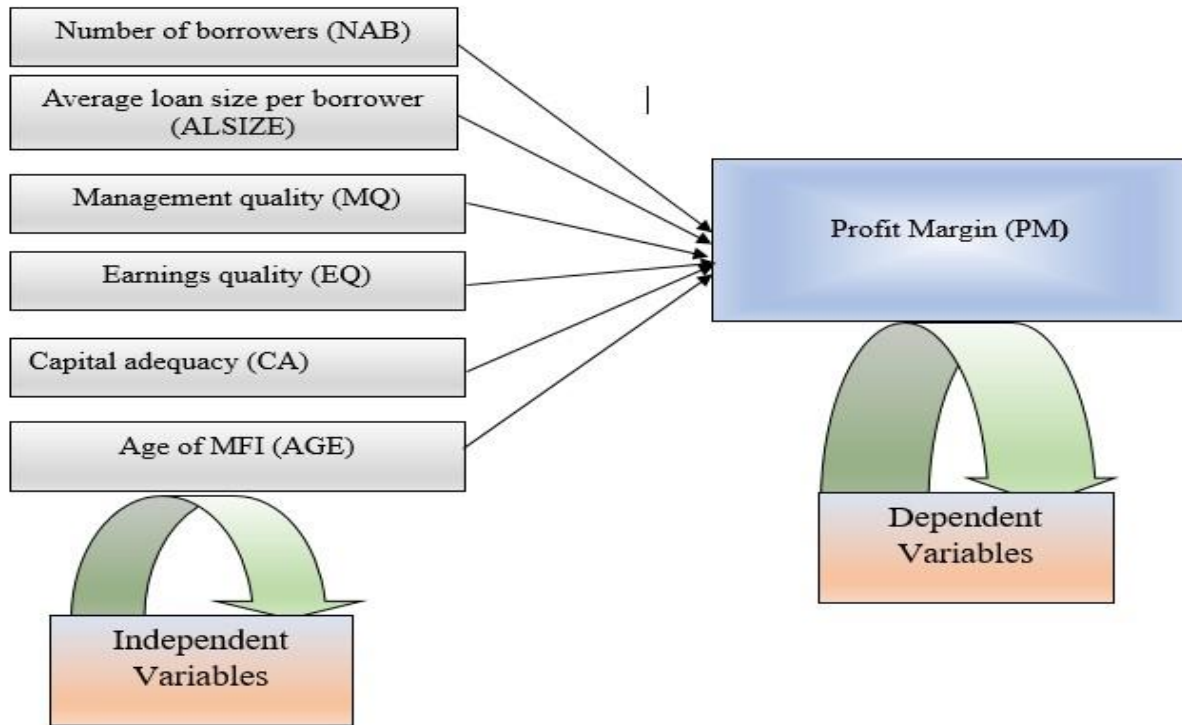 Number of borrowers (NAB)
Average loan size per borrower
(ALSIZE)
Management quality (MQ)
Earnings quality (EQ)
Capital adequacy (CA)
Age of MFI (AGE)
Profit Margin (PM)
Dependent
Variables
Independent
Variables